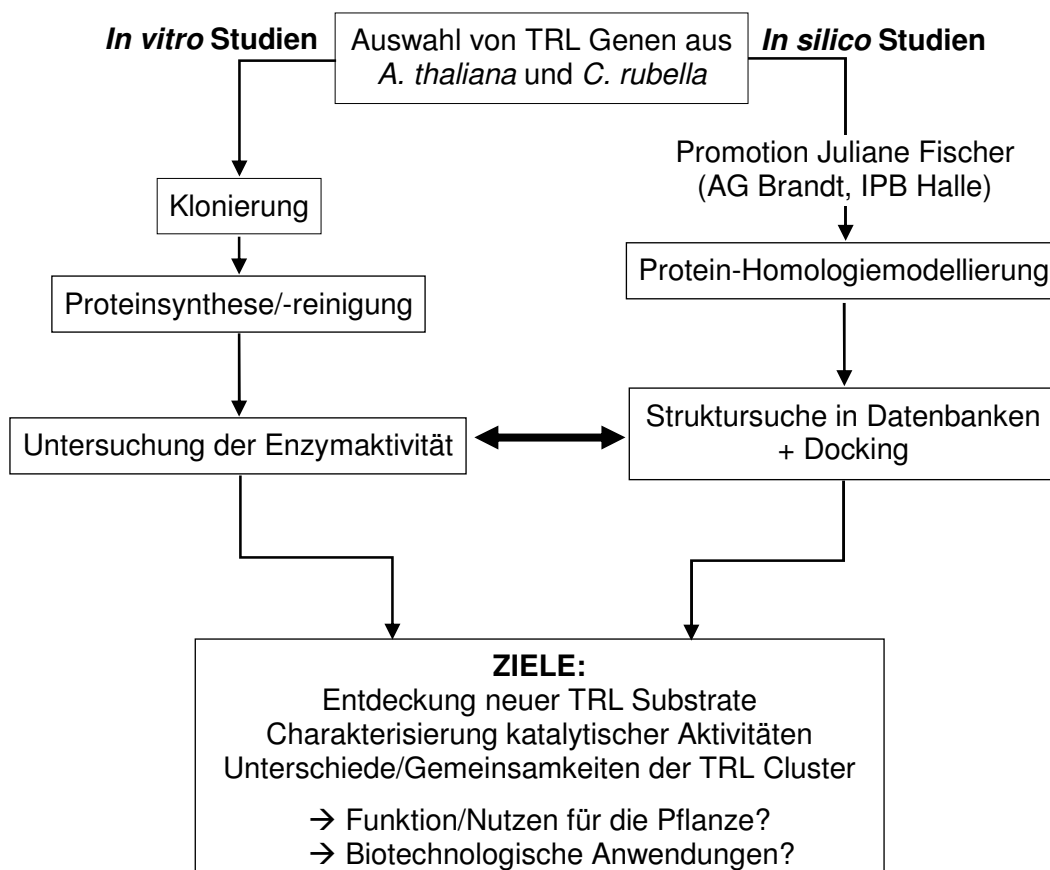 In vitro Studien
Auswahl von TRL Genen aus
A. thaliana und C. rubella
In silico Studien
Klonierung
Proteinsynthese/-reinigung
Untersuchung der Enzymaktivität
Promotion Juliane Fischer
(AG Brandt, IPB Halle)
Protein-Homologiemodellierung
Struktursuche in Datenbanken
+ Docking
ZIELE:
Entdeckung neuer TRL Substrate
Charakterisierung katalytischer Aktivitäten
Unterschiede/Gemeinsamkeiten der TRL Cluster
→ Funktion/Nutzen für die Pflanze?
→ Biotechnologische Anwendungen?